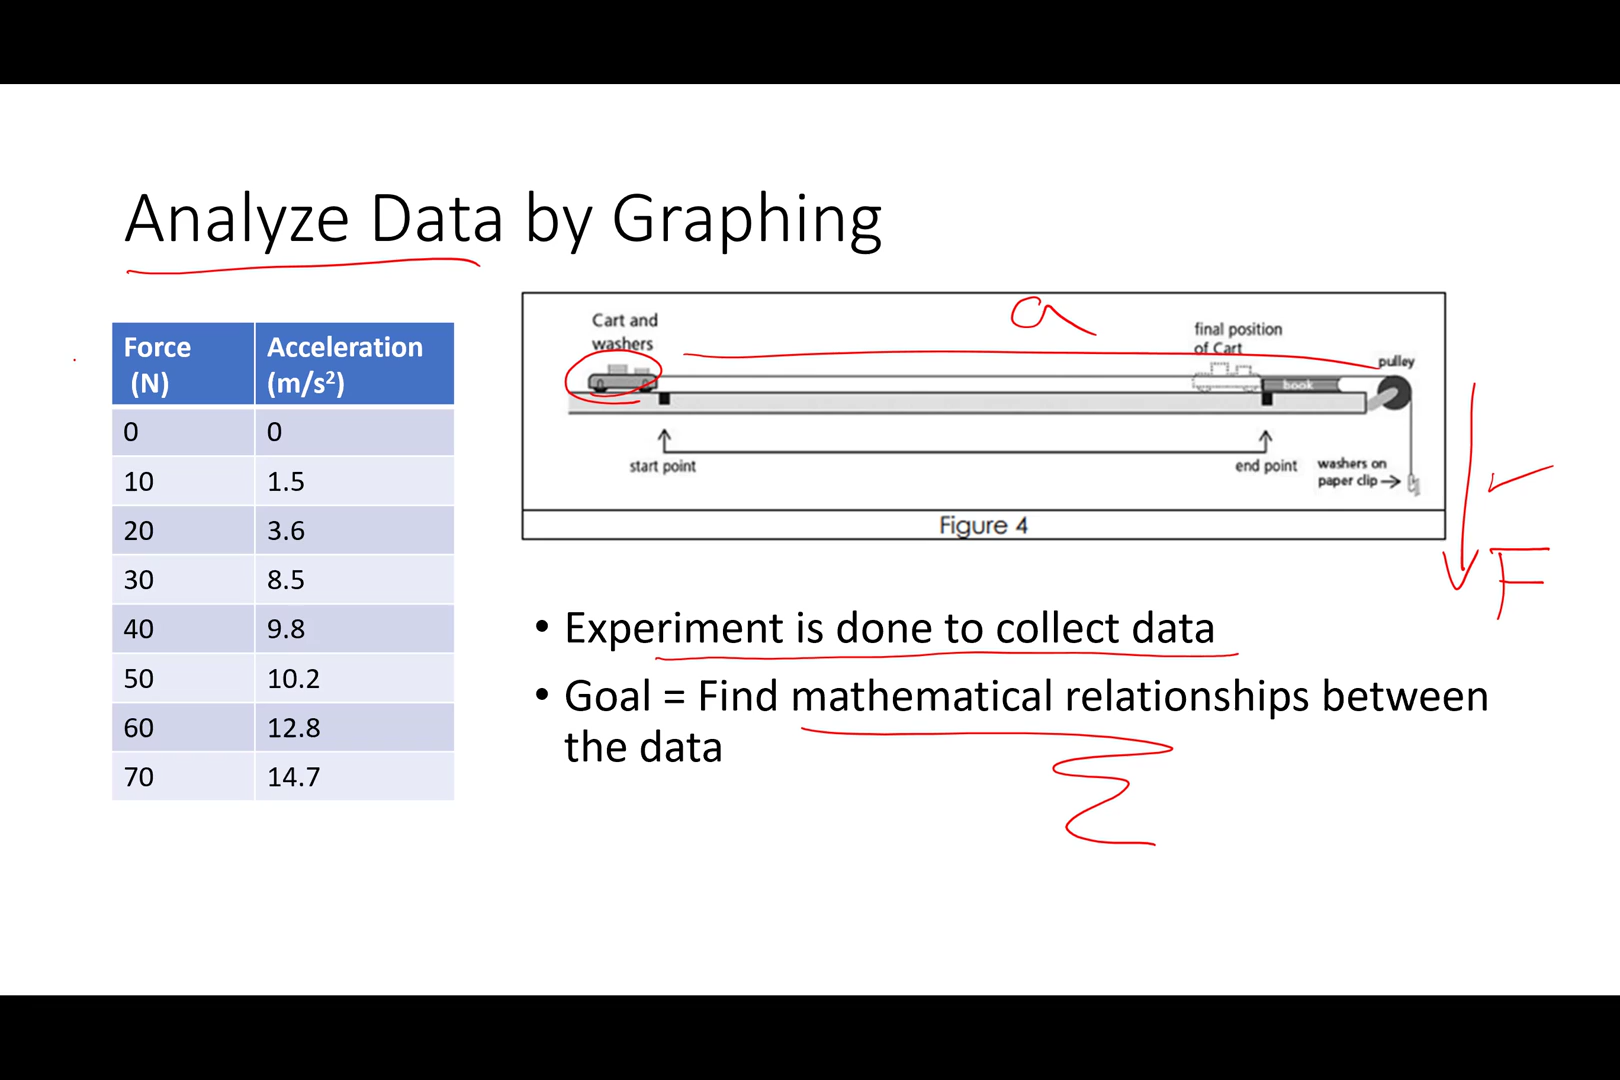 Analyze Data by Graphing
Force
(N)
Acceleration
(m/s²)
0 0
10 1.5
20 3.6
30 8.5
40 9.8
50 10.2
60 12.8
70 14.7
Cart and
washers
a
final position
of Cart
pulley
book
start point
end point
washers on
paper clip
F
Figure 4
• Experiment is done to collect data
• Goal = Find mathematical relationships between
the data